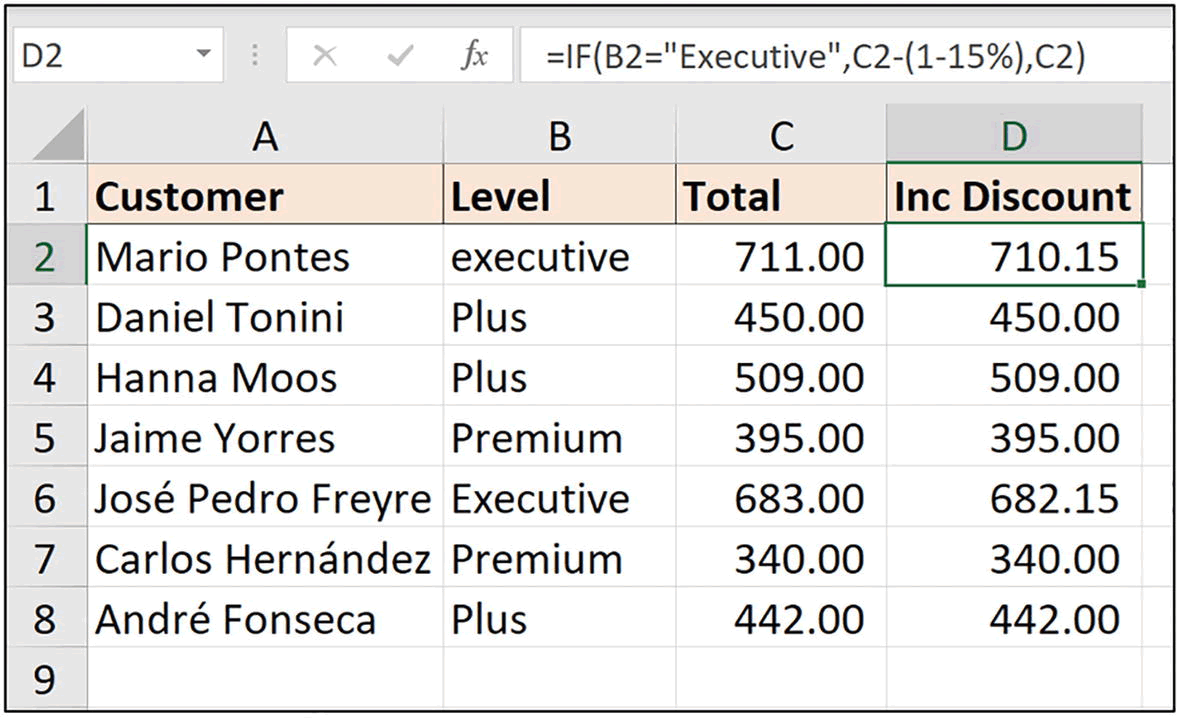 D2 fx =IF(B2="Executive",C2-(1-15%),C2)
A B C D
1 Customer Level Total Inc Discount
2 Mario Pontes executive 711.00 710.15
3 Daniel Tonini Plus 450.00 450.00
4 Hanna Moos Plus 509.00 509.00
5 Jaime Yorres Premium 395.00 395.00
6 José Pedro Freyre Executive 683.00 682.15
7 Carlos Hernández Premium 340.00 340.00
8 André Fonseca Plus 442.00 442.00
9